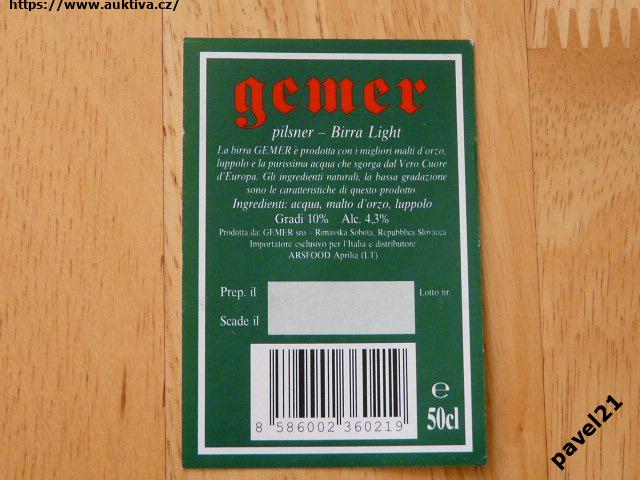 https://www.auktiva.cz/
gemer
pilsner – Birra Light
La birra GEMER è prodotta con i migliori malti d'orzo,
luppolo e la purissima acqua che sgorga dal Vero Cuore
d'Europa. Gli ingredienti naturali, la bassa gradazione
sono le caratteristiche di questo prodotto.
Ingredienti: acqua, malto d'orzo, luppolo
Gradi 10% Alc. 4,3%
Prodotta da: GEMER sro – Rimavská Sobota, Repubblica Slovacca
Importatore esclusivo per l'Italia e distributore
ARSFOOD Aprilia (LT)
Prep. il
Lotto nr
Scade il
8 586002 360219
e
50cl
pavel21